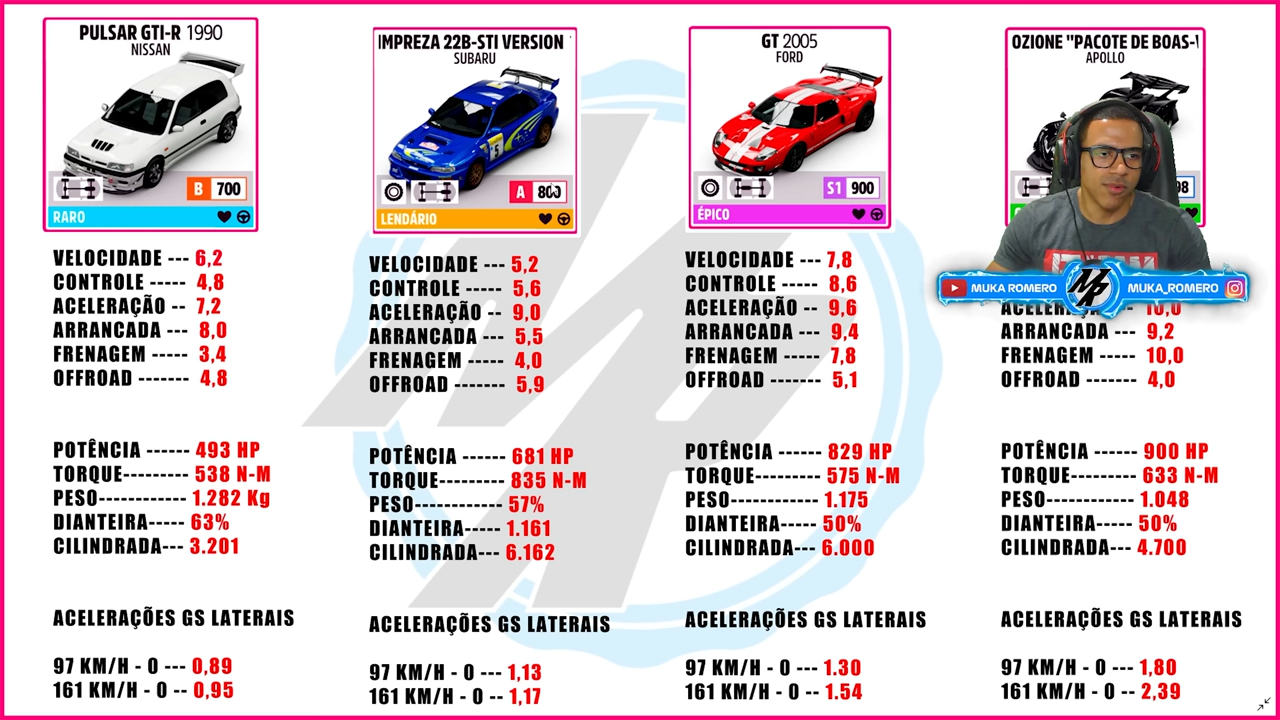 PULSAR GTI-R 1990
NISSAN
B 700
RARO
VELOCIDADE --- 6,2
CONTROLE --- 4,8
ACELERAÇÃO -- 7,2
ARRANCADA --- 8,0
FRENAGEM ----- 3,4
OFFROAD ------- 4,8
POTÊNCIA ------ 493 HP
TORQUE--------- 538 N-M
PESO------------ 1.282 Kg
DIANTEIRA----- 63%
CILINDRADA--- 3.201
ACELERAÇÕES GS LATERAIS
97 KM/H - 0 --- 0,89
161 KM/H - 0 -- 0,95
IMPREZA 22B-STI VERSION
SUBARU
5
A 800
LENDÁRIO
VELOCIDADE --- 5,2
CONTROLE --- 5,6
ACELERAÇÃO -- 9,0
ARRANCADA --- 5,5
FRENAGEM ----- 4,0
OFFROAD ------- 5,9
POTÊNCIA ------ 681 HP
TORQUE--------- 835 N-M
PESO------------- 57%
DIANTEIRA----- 1.161
CILINDRADA--- 6.162
ACELERAÇÕES GS LATERAIS
97 KM/H - 0 --- 1,13
161 KM/H - 0 -- 1,17
GT 2005
FORD
S1 900
ÉPICO
VELOCIDADE --- 7,8
CONTROLE --- 8,6
ACELERAÇÃO -- 9,6
ARRANCADA --- 9,4
FRENAGEM ----- 7,8
OFFROAD ------- 5,1
POTÊNCIA ------ 829 HP
TORQUE--------- 575 N-M
PESO------------ 1.175
DIANTEIRA----- 50%
CILINDRADA--- 6.000
ACELERAÇÕES GS LATERAIS
97 KM/H - 0 --- 1.30
161 KM/H - 0 -- 1.54
OZIONE "PACOTE DE BOAS-
APOLLO
98
MUKA ROMERO MR MUKA_ROMERO
ACELERAÇÃO -- 10,0
ARRANCADA --- 9,2
FRENAGEM ----- 10,0
OFFROAD ------- 4,0
POTÊNCIA ------ 900 HP
TORQUE--------- 633 N-M
PESO------------ 1.048
DIANTEIRA----- 50%
CILINDRADA--- 4.700
ACELERAÇÕES GS LATERAIS
97 KM/H - 0 --- 1,80
161 KM/H - 0 -- 2,39